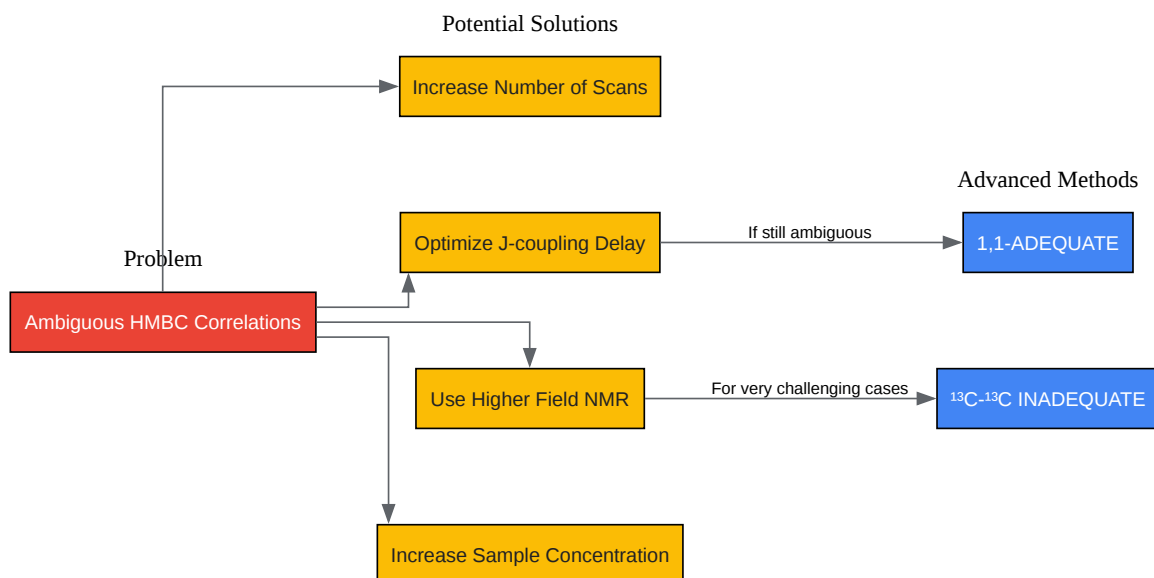 Potential Solutions
Increase Number of Scans
Advanced Methods
Optimize J-coupling Delay
If still ambiguous
1,1-ADEQUATE
Problem
Ambiguous HMBC Correlations
Use Higher Field NMR
For very challenging cases
¹³C-¹³C INADEQUATE
Increase Sample Concentration